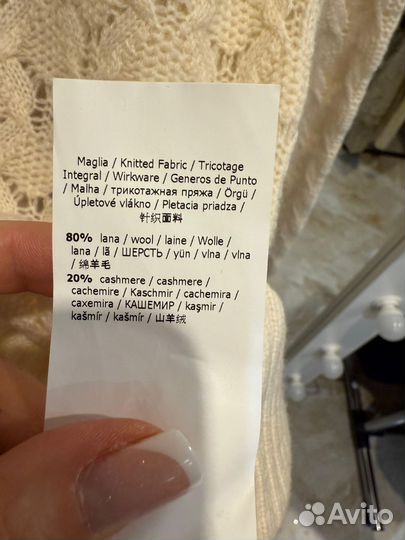 Maglia / Knitted Fabric / Tricotage
Integral / Wirkware / Generos de Punto
/ Malha / трикотажная пряжа / Örgü /
Úpletové vlákno / Pletacia priadza /
针织面料
80% lana / wool / laine / Wolle /
lana / lã / ШЕРСТЬ / yün / vlna / vlna
/ 绵羊毛
20% cashmere / cashmere /
cachemire / Kaschmir / cachemira /
caxemira / КАШЕМИР / kaşmir /
kašmír / kašmír / 山羊绒
Avito